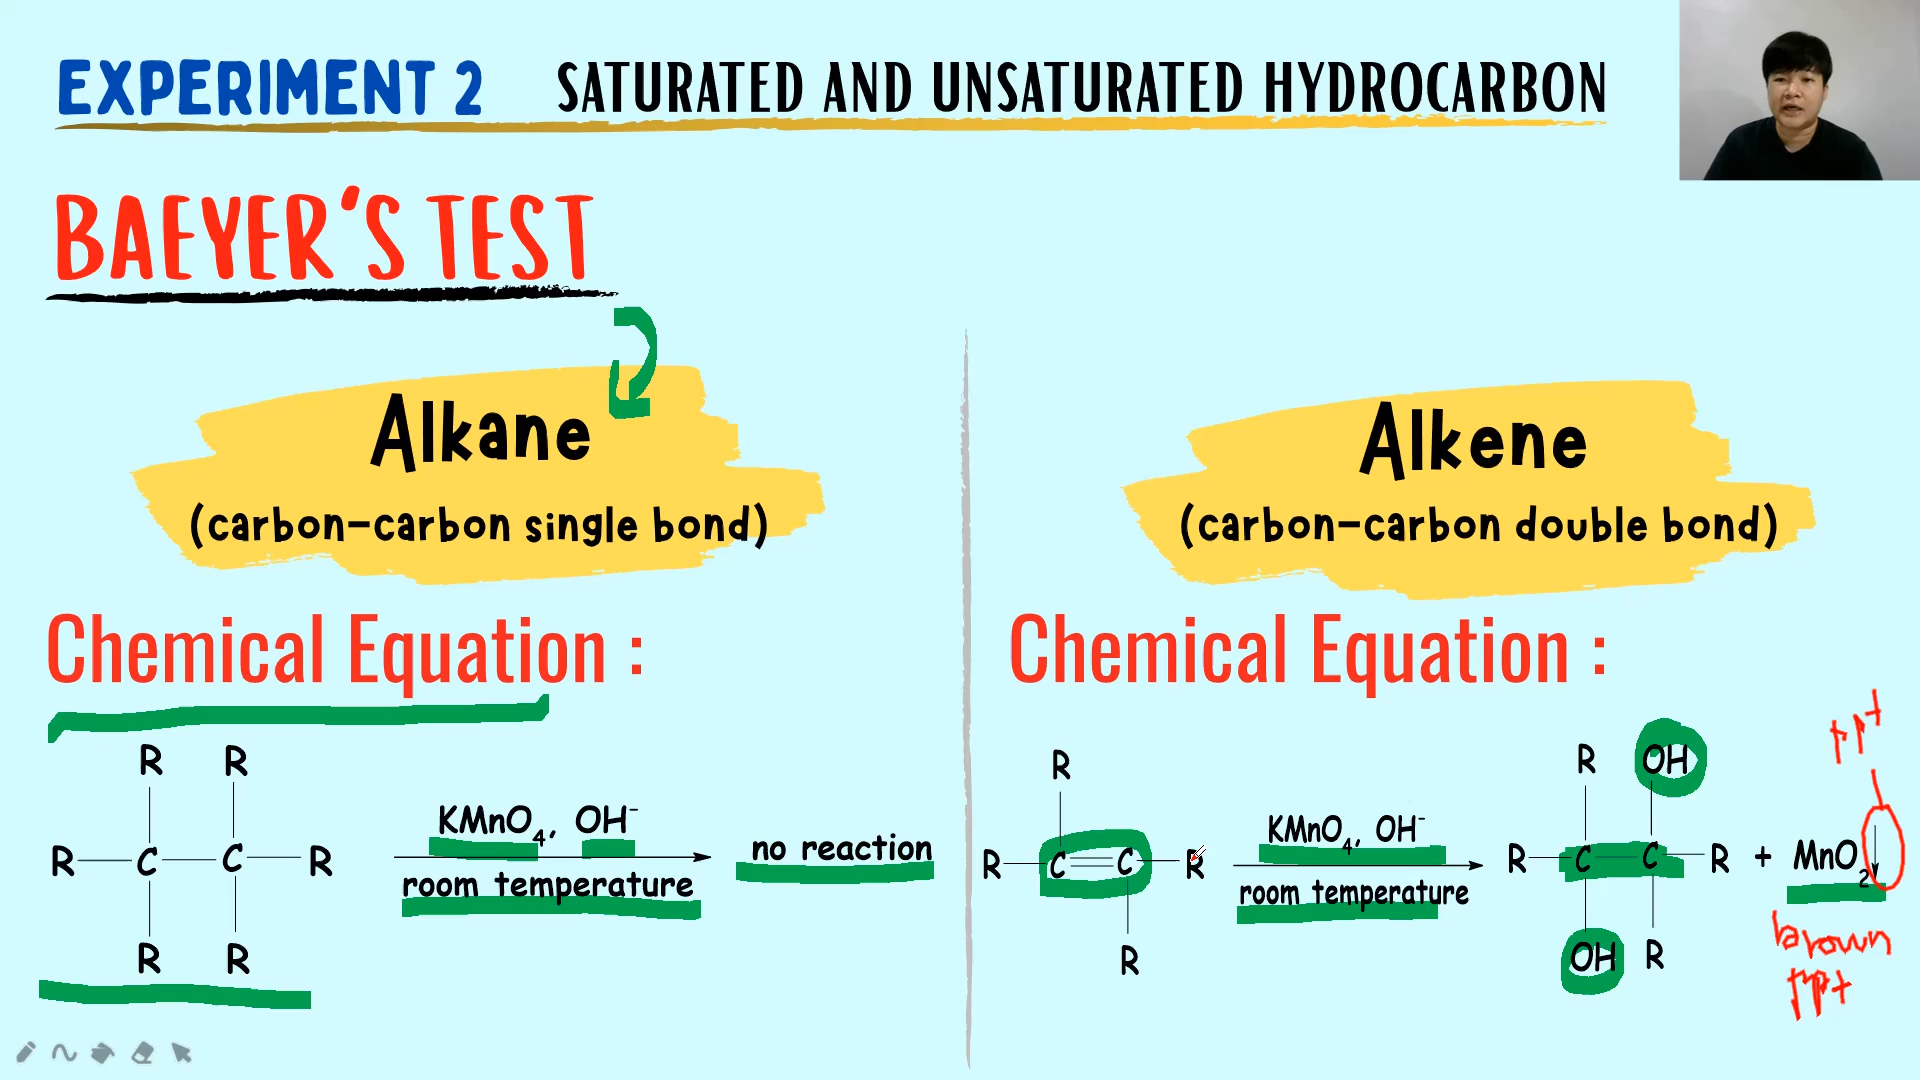 EXPERIMENT 2 SATURATED AND UNSATURATED HYDROCARBON
BAEYER'S TEST
Alkane
(carbon-carbon single bond)
Chemical Equation :
R R
R C C R
R R
KMnO₄, OH⁻
room temperature
no reaction
Alkene
(carbon-carbon double bond)
Chemical Equation :
R
R C C R
R
KMnO₄, OH⁻
room temperature
R OH
R C C R + MnO₂↓
OH R
ppt
brown
ppt